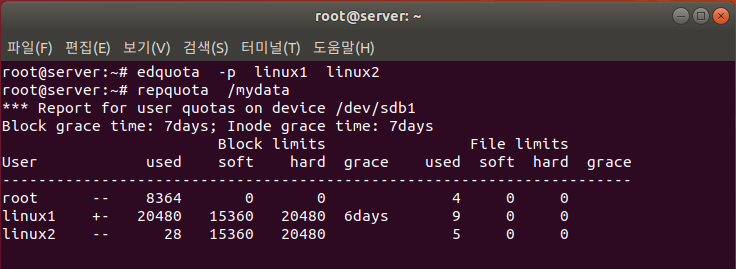 root@server: ~
파일(F) 편집(E) 보기(V) 검색(S) 터미널(T) 도움말(H)
root@server:~# edquota  -p  linux1  linux2
root@server:~# repquota  /mydata
*** Report for user quotas on device /dev/sdb1
Block grace time: 7days; Inode grace time: 7days
                        Block limits                File limits
User            used    soft    hard  grace    used  soft  hard  grace
----------------------------------------------------------------------
root      --    8364       0       0              4     0     0
linux1    +-   20480   15360   20480  6days       9     0     0
linux2    --      28   15360   20480              5     0     0